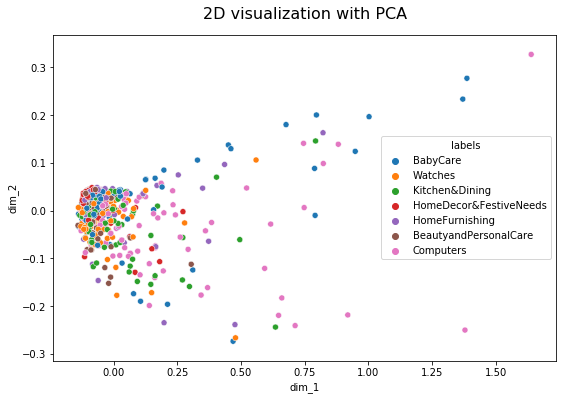 2D visualization with PCA
0.3
0.2
0.1
0.0
−0.1
−0.2
−0.3
dim_2
labels
BabyCare
Watches
Kitchen&Dining
HomeDecor&FestiveNeeds
HomeFurnishing
BeautyandPersonalCare
Computers
0.00
0.25
0.50
0.75
1.00
1.25
1.50
dim_1